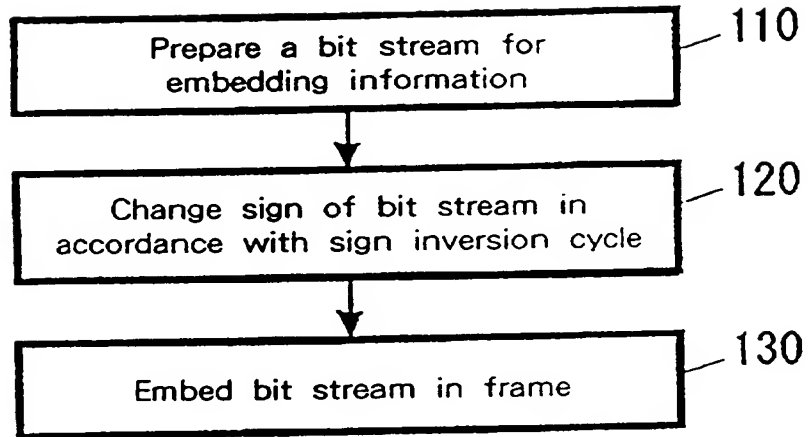 110
Prepare a bit stream for
embedding information
120
Change sign of bit stream in
accordance with sign inversion cycle
130
Embed bit stream in frame